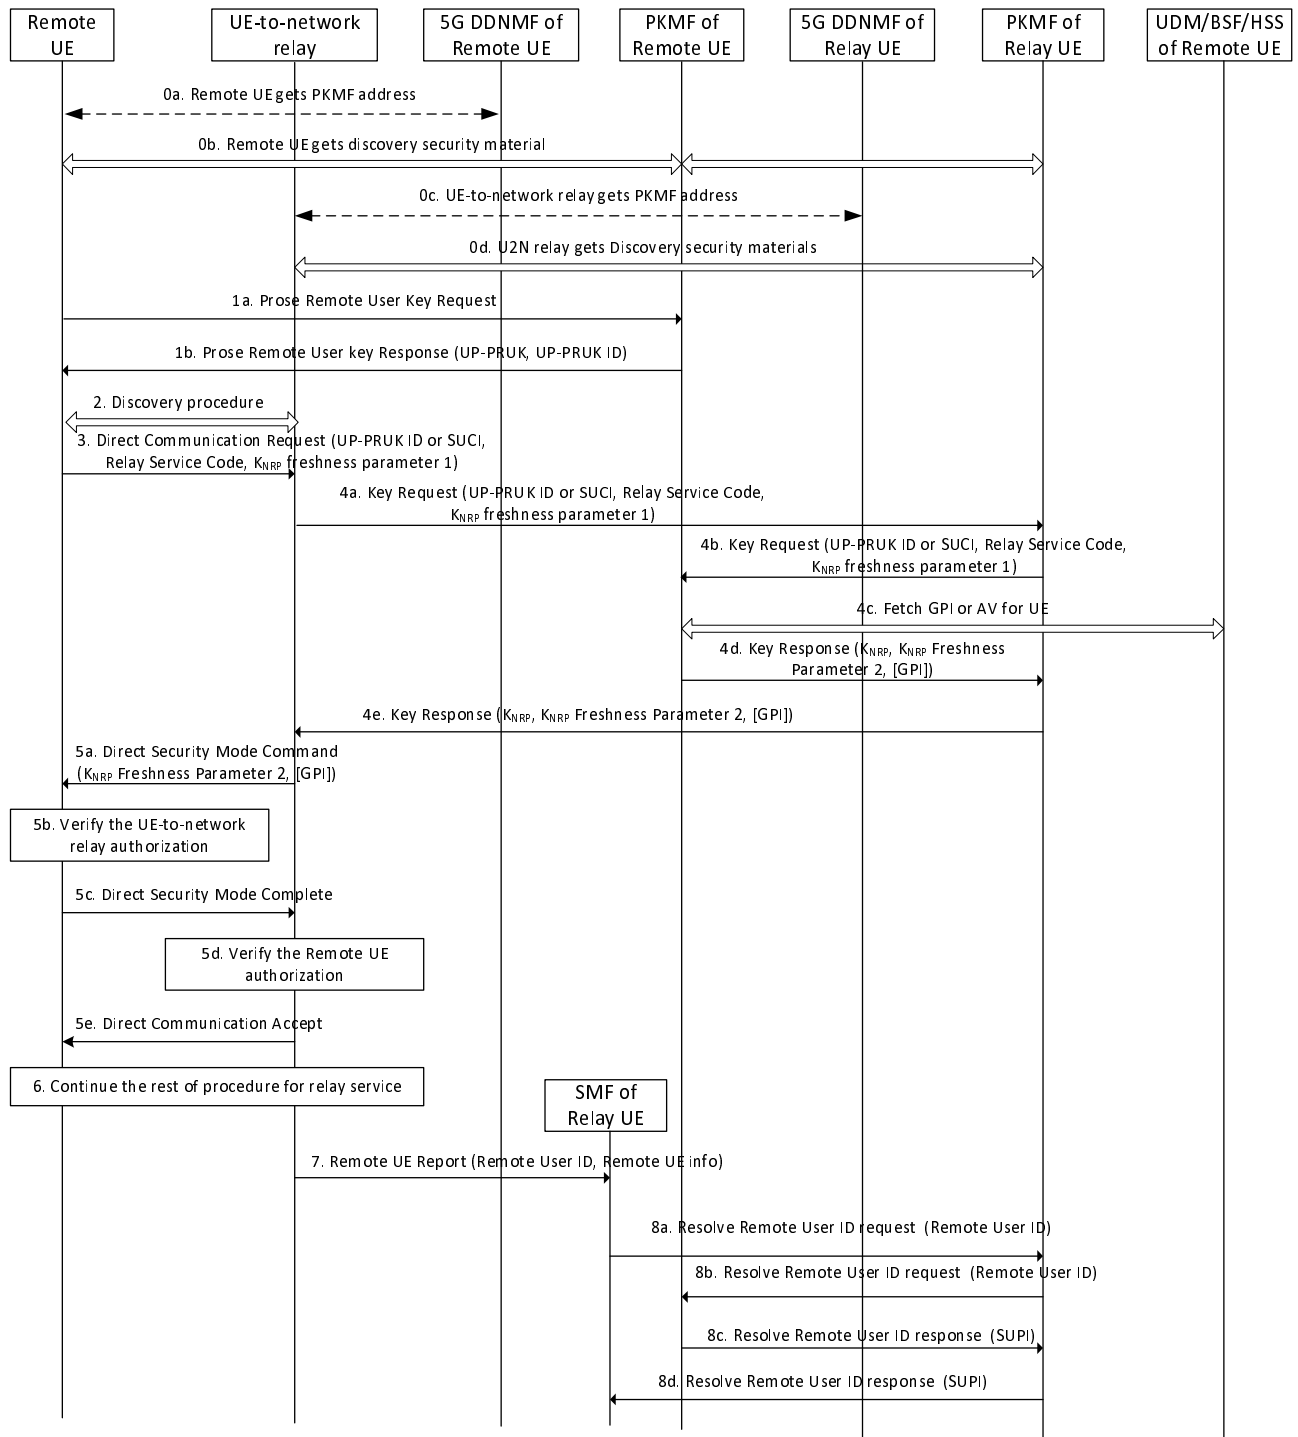 Remote
UE
UE-to-network
relay
5G DDNMF of
Remote UE
PKMF of
Remote UE
5G DDNMF of
Relay UE
PKMF of
Relay UE
UDM/BSF/HSS
of Remote UE
0a. Remote UE gets PKMF address
0b. Remote UE gets discovery security material
0c. UE-to-network relay gets PKMF address
0d. U2N relay gets Discovery security materials
1a. Prose Remote User Key Request
1b. Prose Remote User key Response (UP-PRUK, UP-PRUK ID)
2. Discovery procedure
3. Direct Communication Request (UP-PRUK ID or SUCI,
Relay Service Code, KNRP freshness parameter 1)
4a. Key Request (UP-PRUK ID or SUCI, Relay Service Code,
KNRP freshness parameter 1)
4b. Key Request (UP-PRUK ID or SUCI, Relay Service Code,
KNRP freshness parameter 1)
4c. Fetch GPI or AV for UE
4d. Key Response (KNRP, KNRP Freshness
Parameter 2, [GPI])
4e. Key Response (KNRP, KNRP Freshness Parameter 2, [GPI])
5a. Direct Security Mode Command
(KNRP Freshness Parameter 2, [GPI])
5b. Verify the UE-to-network
relay authorization
5c. Direct Security Mode Complete
5d. Verify the Remote UE
authorization
5e. Direct Communication Accept
6. Continue the rest of procedure for relay service
SMF of
Relay UE
7. Remote UE Report (Remote User ID, Remote UE info)
8a. Resolve Remote User ID request (Remote User ID)
8b. Resolve Remote User ID request (Remote User ID)
8c. Resolve Remote User ID response (SUPI)
8d. Resolve Remote User ID response (SUPI)